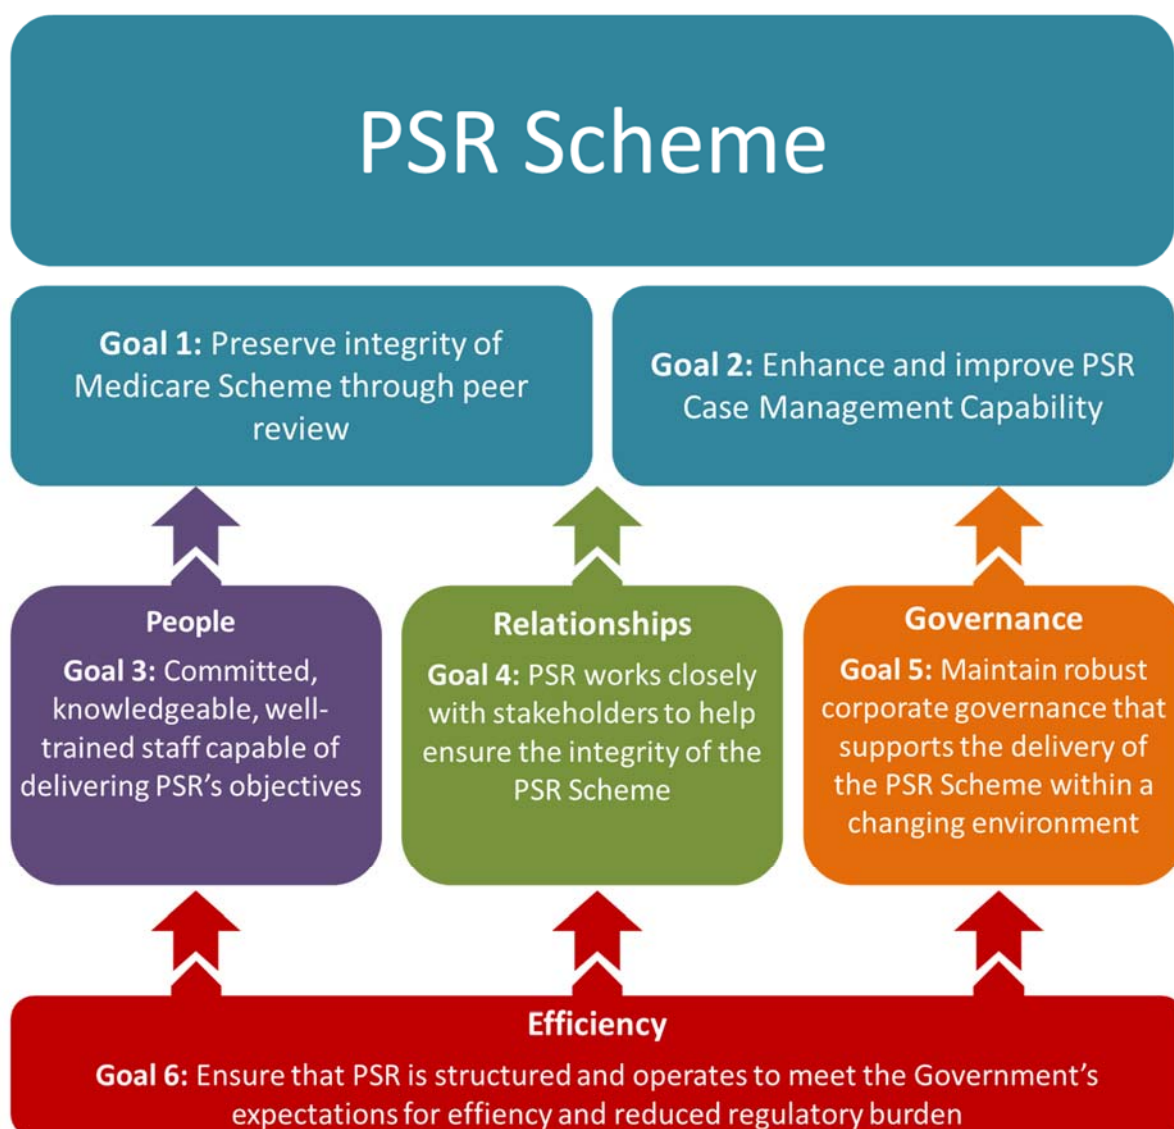 PSR Scheme
Goal 1: Preserve integrity of
Medicare Scheme through peer
review
Goal 2: Enhance and improve PSR
Case Management Capability
People
Goal 3: Committed,
knowledgeable, well-
trained staff capable of
delivering PSR's objectives
Relationships
Goal 4: PSR works closely
with stakeholders to help
ensure the integrity of the
PSR Scheme
Governance
Goal 5: Maintain robust
corporate governance that
supports the delivery of
the PSR Scheme within a
changing environment
Efficiency
Goal 6: Ensure that PSR is structured and operates to meet the Government's
expectations for effiency and reduced regulatory burden